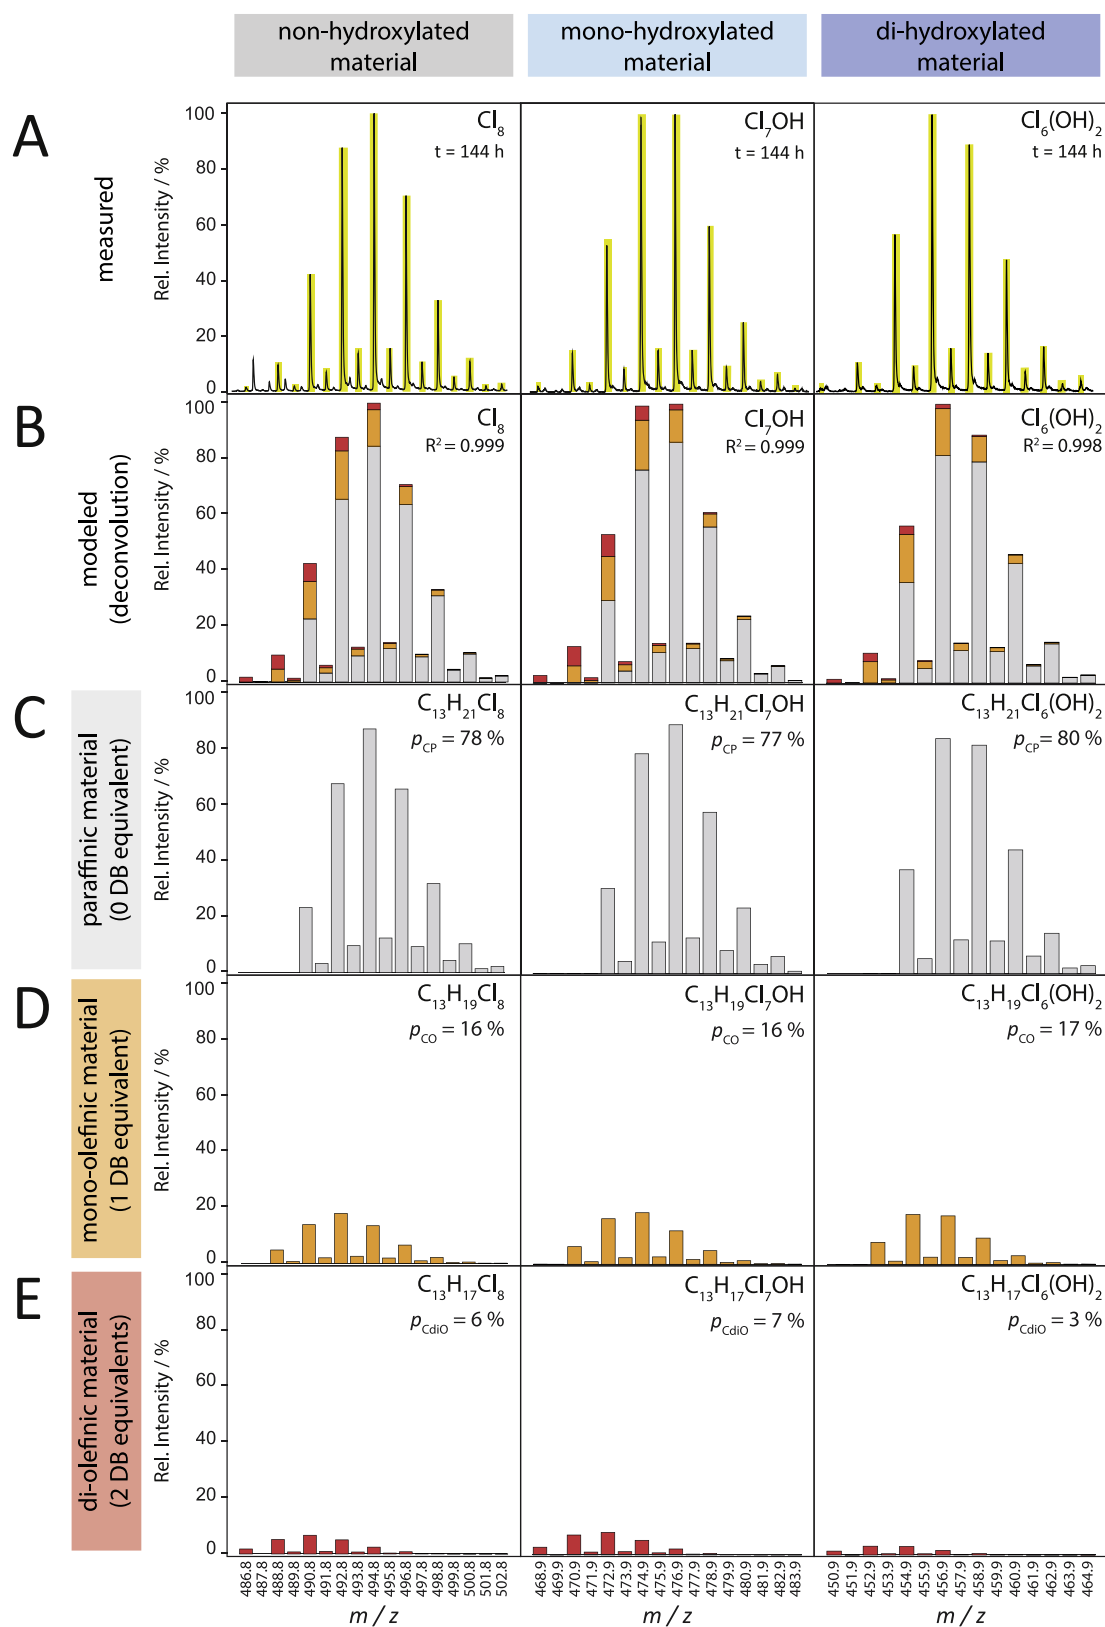 non-hydroxylated
material
mono-hydroxylated
material
di-hydroxylated
material
A
measured
Rel. Intensity / %
100
80
60
40
20
0
Cl₈
t = 144 h
Cl₇OH
t = 144 h
Cl₆(OH)₂
t = 144 h
B
modeled
(deconvolution)
Rel. Intensity / %
100
80
60
40
20
0
Cl₈
R² = 0.999
Cl₇OH
R² = 0.999
Cl₆(OH)₂
R² = 0.998
C
paraffinic material
(0 DB equivalent)
Rel. Intensity / %
100
80
60
40
20
0
C₁₃H₂₁Cl₈
p_CP = 78 %
C₁₃H₂₁Cl₇OH
p_CP = 77 %
C₁₃H₂₁Cl₆(OH)₂
p_CP = 80 %
D
mono-olefinic material
(1 DB equivalent)
Rel. Intensity / %
100
80
60
40
20
0
C₁₃H₁₉Cl₈
p_CO = 16 %
C₁₃H₁₉Cl₇OH
p_CO = 16 %
C₁₃H₁₉Cl₆(OH)₂
p_CO = 17 %
E
di-olefinic material
(2 DB equivalents)
Rel. Intensity / %
100
80
60
40
20
0
C₁₃H₁₇Cl₈
p_CdiO = 6 %
C₁₃H₁₇Cl₇OH
p_CdiO = 7 %
C₁₃H₁₇Cl₆(OH)₂
p_CdiO = 3 %
486.8
487.8
488.8
489.8
490.8
491.8
492.8
493.8
494.8
495.8
496.8
497.8
498.8
499.8
500.8
501.8
502.8
468.9
469.9
470.9
471.9
472.9
473.9
474.9
475.9
476.9
477.9
478.9
479.9
480.9
481.9
482.9
483.9
450.9
451.9
452.9
453.9
454.9
455.9
456.9
457.9
458.9
459.9
460.9
461.9
462.9
463.9
464.9
m / z
m / z
m / z